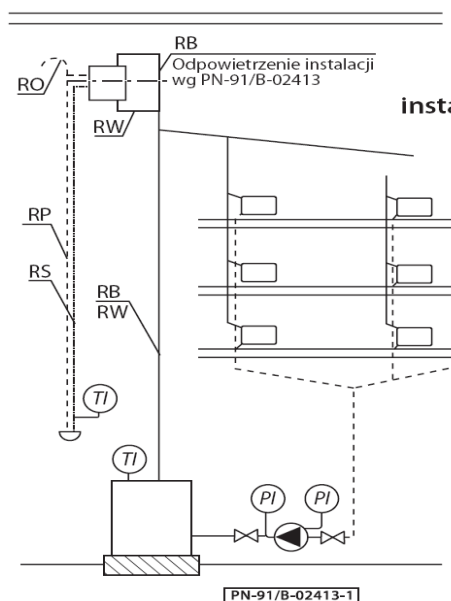 RB
Odpowietrzenie instalacji
wg PN-91/B-02413
RO
RW
insta
RP
RS
RB
RW
TI
TI
PI
PI
PN-91/B-02413-1